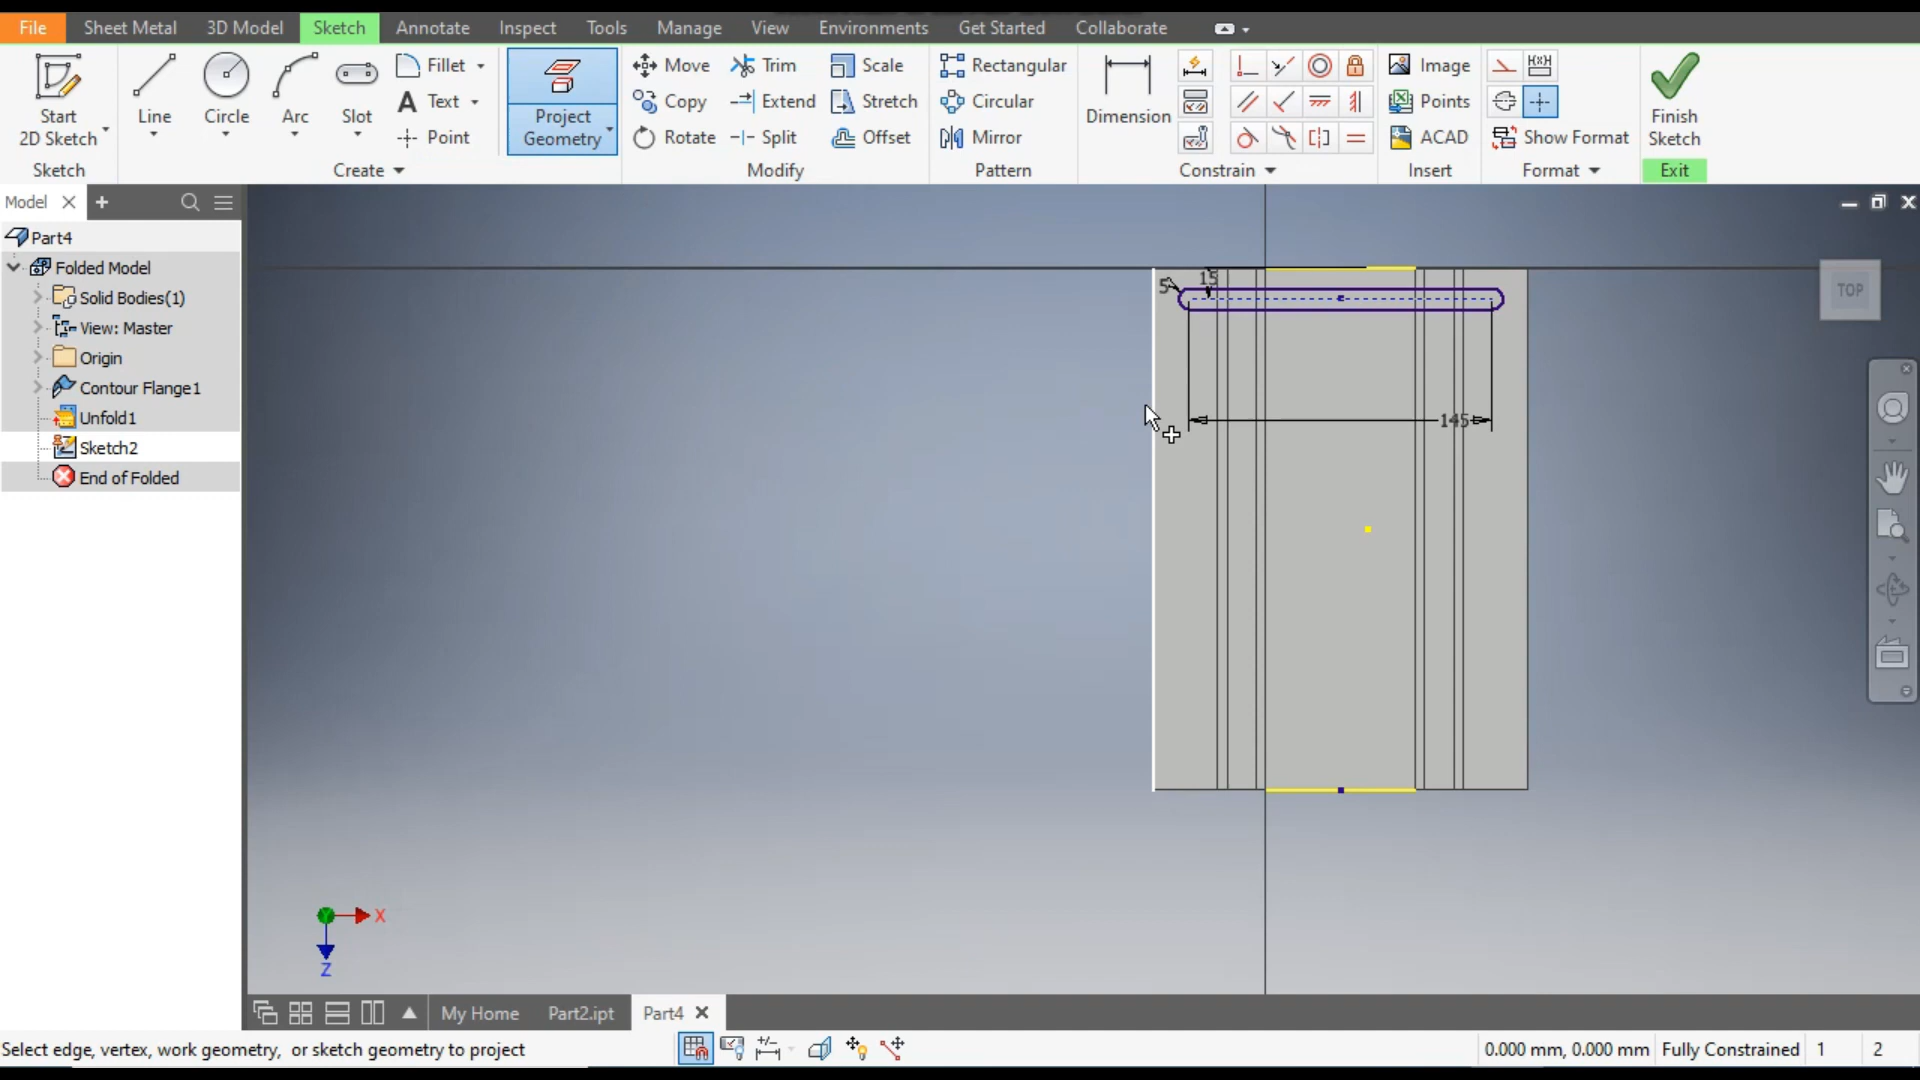 File Sheet Metal 3D Model Sketch Annotate Inspect Tools Manage View Environments Get Started Collaborate
Start 2D Sketch
Line
Circle
Arc
Slot
Fillet
Text
Point
Project Geometry
Move Trim Scale
Copy Extend Stretch
Rotate Split Offset
Rectangular
Circular
Mirror
Dimension
Image
Points
ACAD
Show Format
Finish Sketch
Sketch Create Modify Pattern Constrain Insert Format Exit
Model
Part4
Folded Model
Solid Bodies(1)
View: Master
Origin
Contour Flange1
Unfold1
Sketch2
End of Folded
5
15
145
TOP
X
Z
My Home Part2.ipt Part4
Select edge, vertex, work geometry, or sketch geometry to project
0.000 mm, 0.000 mm Fully Constrained 1 2